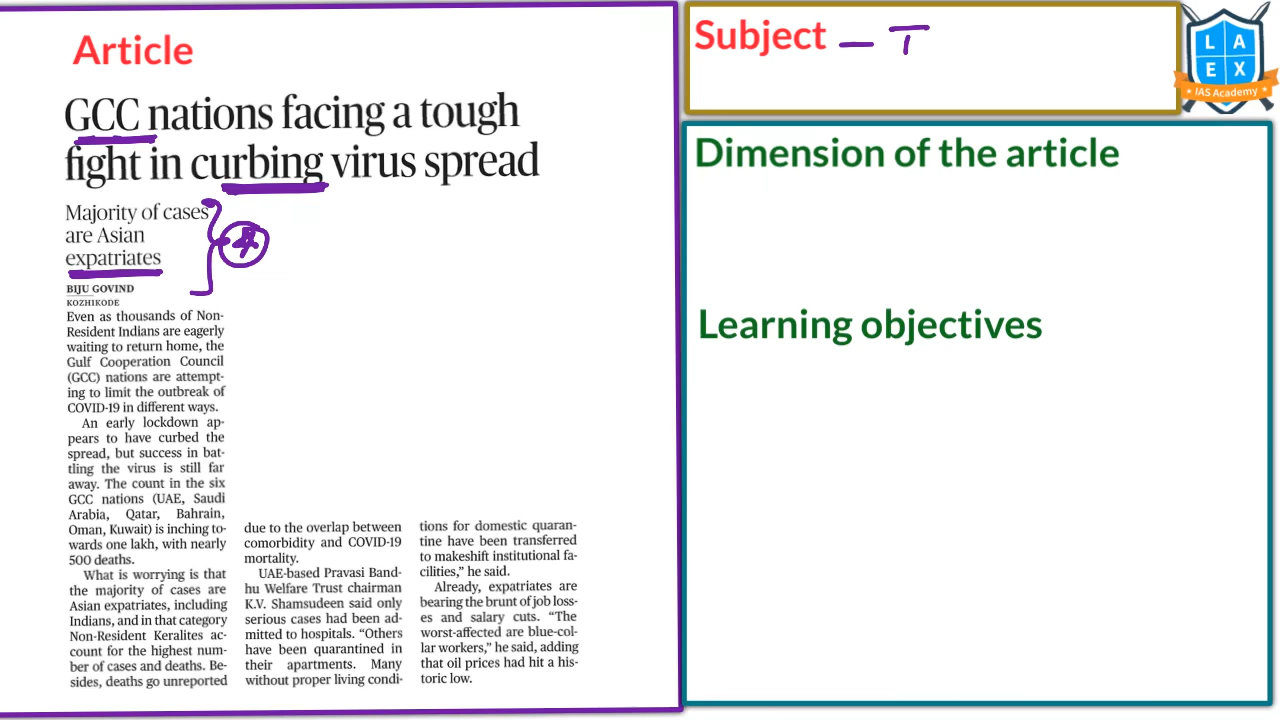 Article
GCC nations facing a tough
fight in curbing virus spread
Majority of cases
are Asian
expatriates
BIJU GOVIND
KOZHIKODE
Even as thousands of Non-
Resident Indians are eagerly
waiting to return home, the
Gulf Cooperation Council
(GCC) nations are attempt-
ing to limit the outbreak of
COVID-19 in different ways.
An early lockdown ap-
pears to have curbed the
spread, but success in bat-
tling the virus is still far
away. The count in the six
GCC nations (UAE, Saudi
Arabia, Qatar, Bahrain,
Oman, Kuwait) is inching to-
wards one lakh, with nearly
500 deaths.
What is worrying is that
the majority of cases are
Asian expatriates, including
Indians, and in that category
Non-Resident Keralites ac-
count for the highest num-
ber of cases and deaths. Be-
sides, deaths go unreported
due to the overlap between
comorbidity and COVID-19
mortality.
UAE-based Pravasi Band-
hu Welfare Trust chairman
K.V. Shamsudeen said only
serious cases had been ad-
mitted to hospitals. “Others
have been quarantined in
their apartments. Many
without proper living condi-
tions for domestic quaran-
tine have been transferred
to makeshift institutional fa-
cilities,” he said.
Already, expatriates are
bearing the brunt of job loss-
es and salary cuts. “The
worst-affected are blue-col-
lar workers,” he said, adding
that oil prices had hit a his-
toric low.
Subject –
Dimension of the article
Learning objectives
L A
E X
IAS Academy